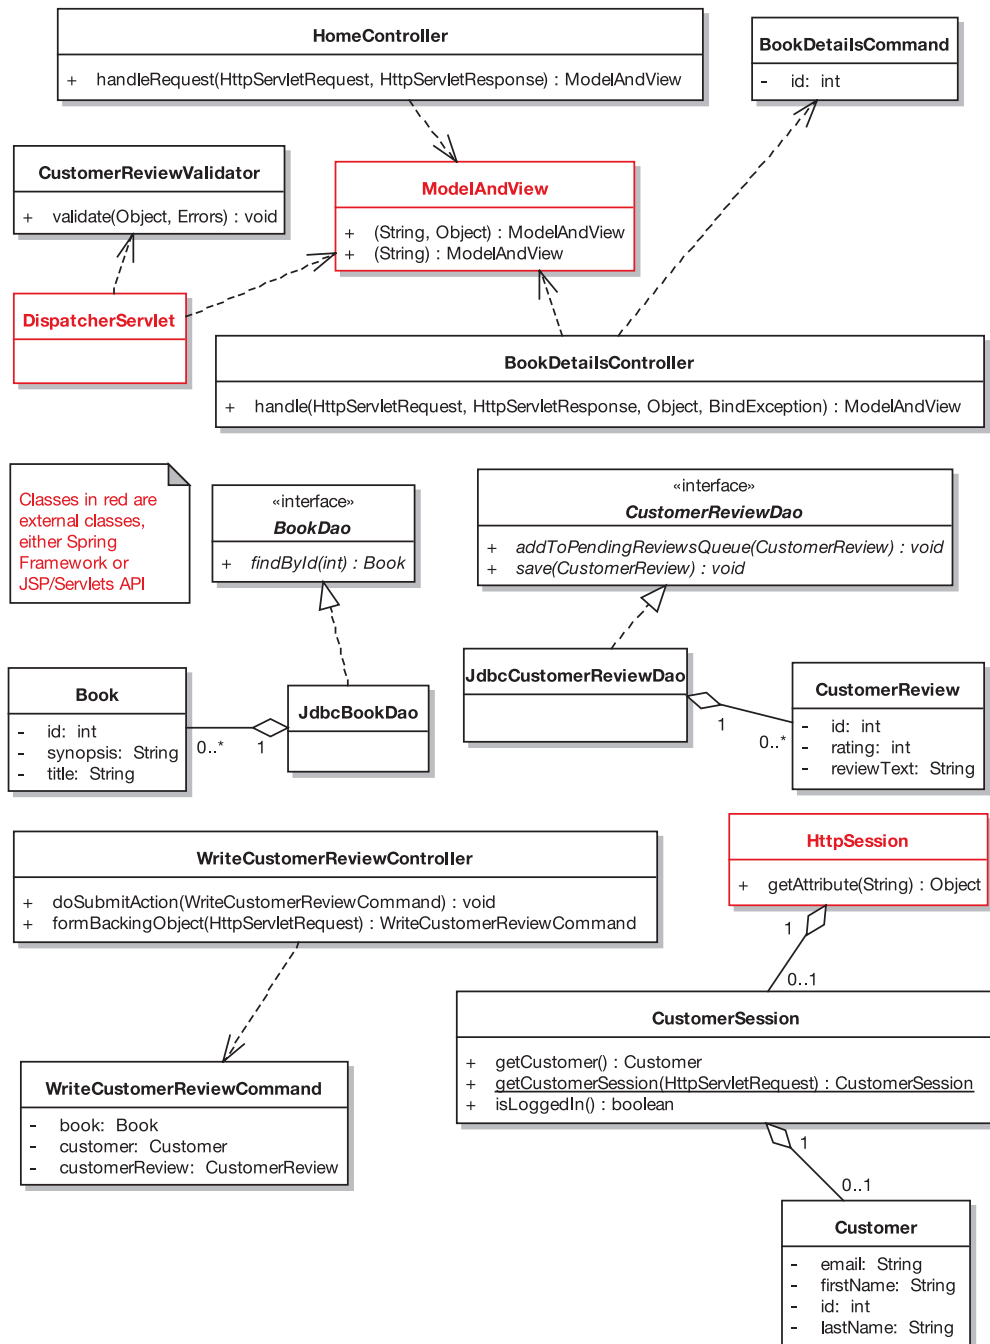 HomeController
+ handleRequest(HttpServletRequest, HttpServletResponse) : ModelAndView
BookDetailsCommand
- id: int
CustomerReviewValidator
+ validate(Object, Errors) : void
ModelAndView
+ (String, Object) : ModelAndView
+ (String) : ModelAndView
DispatcherServlet
BookDetailsController
+ handle(HttpServletRequest, HttpServletResponse, Object, BindException) : ModelAndView
Classes in red are
external classes,
either Spring
Framework or
JSP/Servlets API
«interface»
BookDao
+ findById(int) : Book
«interface»
CustomerReviewDao
+ addToPendingReviewsQueue(CustomerReview) : void
+ save(CustomerReview) : void
Book
- id: int
- synopsis: String
- title: String
0..*
1
JdbcBookDao
JdbcCustomerReviewDao
1
0..*
CustomerReview
- id: int
- rating: int
- reviewText: String
WriteCustomerReviewController
+ doSubmitAction(WriteCustomerReviewCommand) : void
+ formBackingObject(HttpServletRequest) : WriteCustomerReviewCommand
HttpSession
+ getAttribute(String) : Object
1
0..1
CustomerSession
+ getCustomer() : Customer
+ getCustomerSession(HttpServletRequest) : CustomerSession
+ isLoggedIn() : boolean
WriteCustomerReviewCommand
- book: Book
- customer: Customer
- customerReview: CustomerReview
1
0..1
Customer
- email: String
- firstName: String
- id: int
- lastName: String